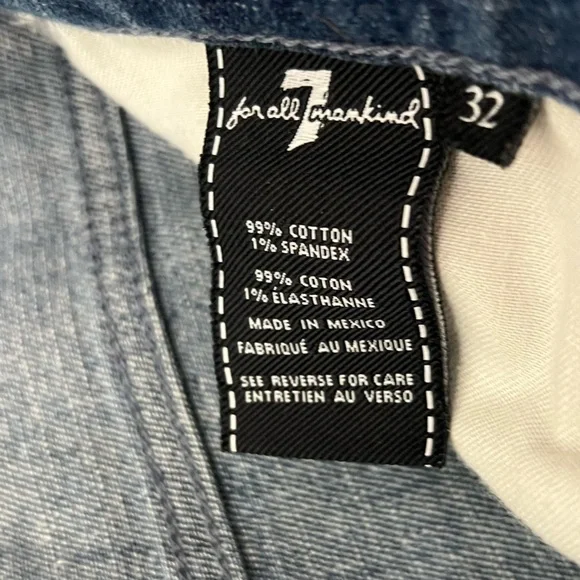 7
for all mankind
32
99% COTTON
1% SPANDEX
99% COTON
1% ÉLASTHANNE
MADE IN MEXICO
FABRIQUÉ AU MEXIQUE
SEE REVERSE FOR CARE
ENTRETIEN AU VERSO